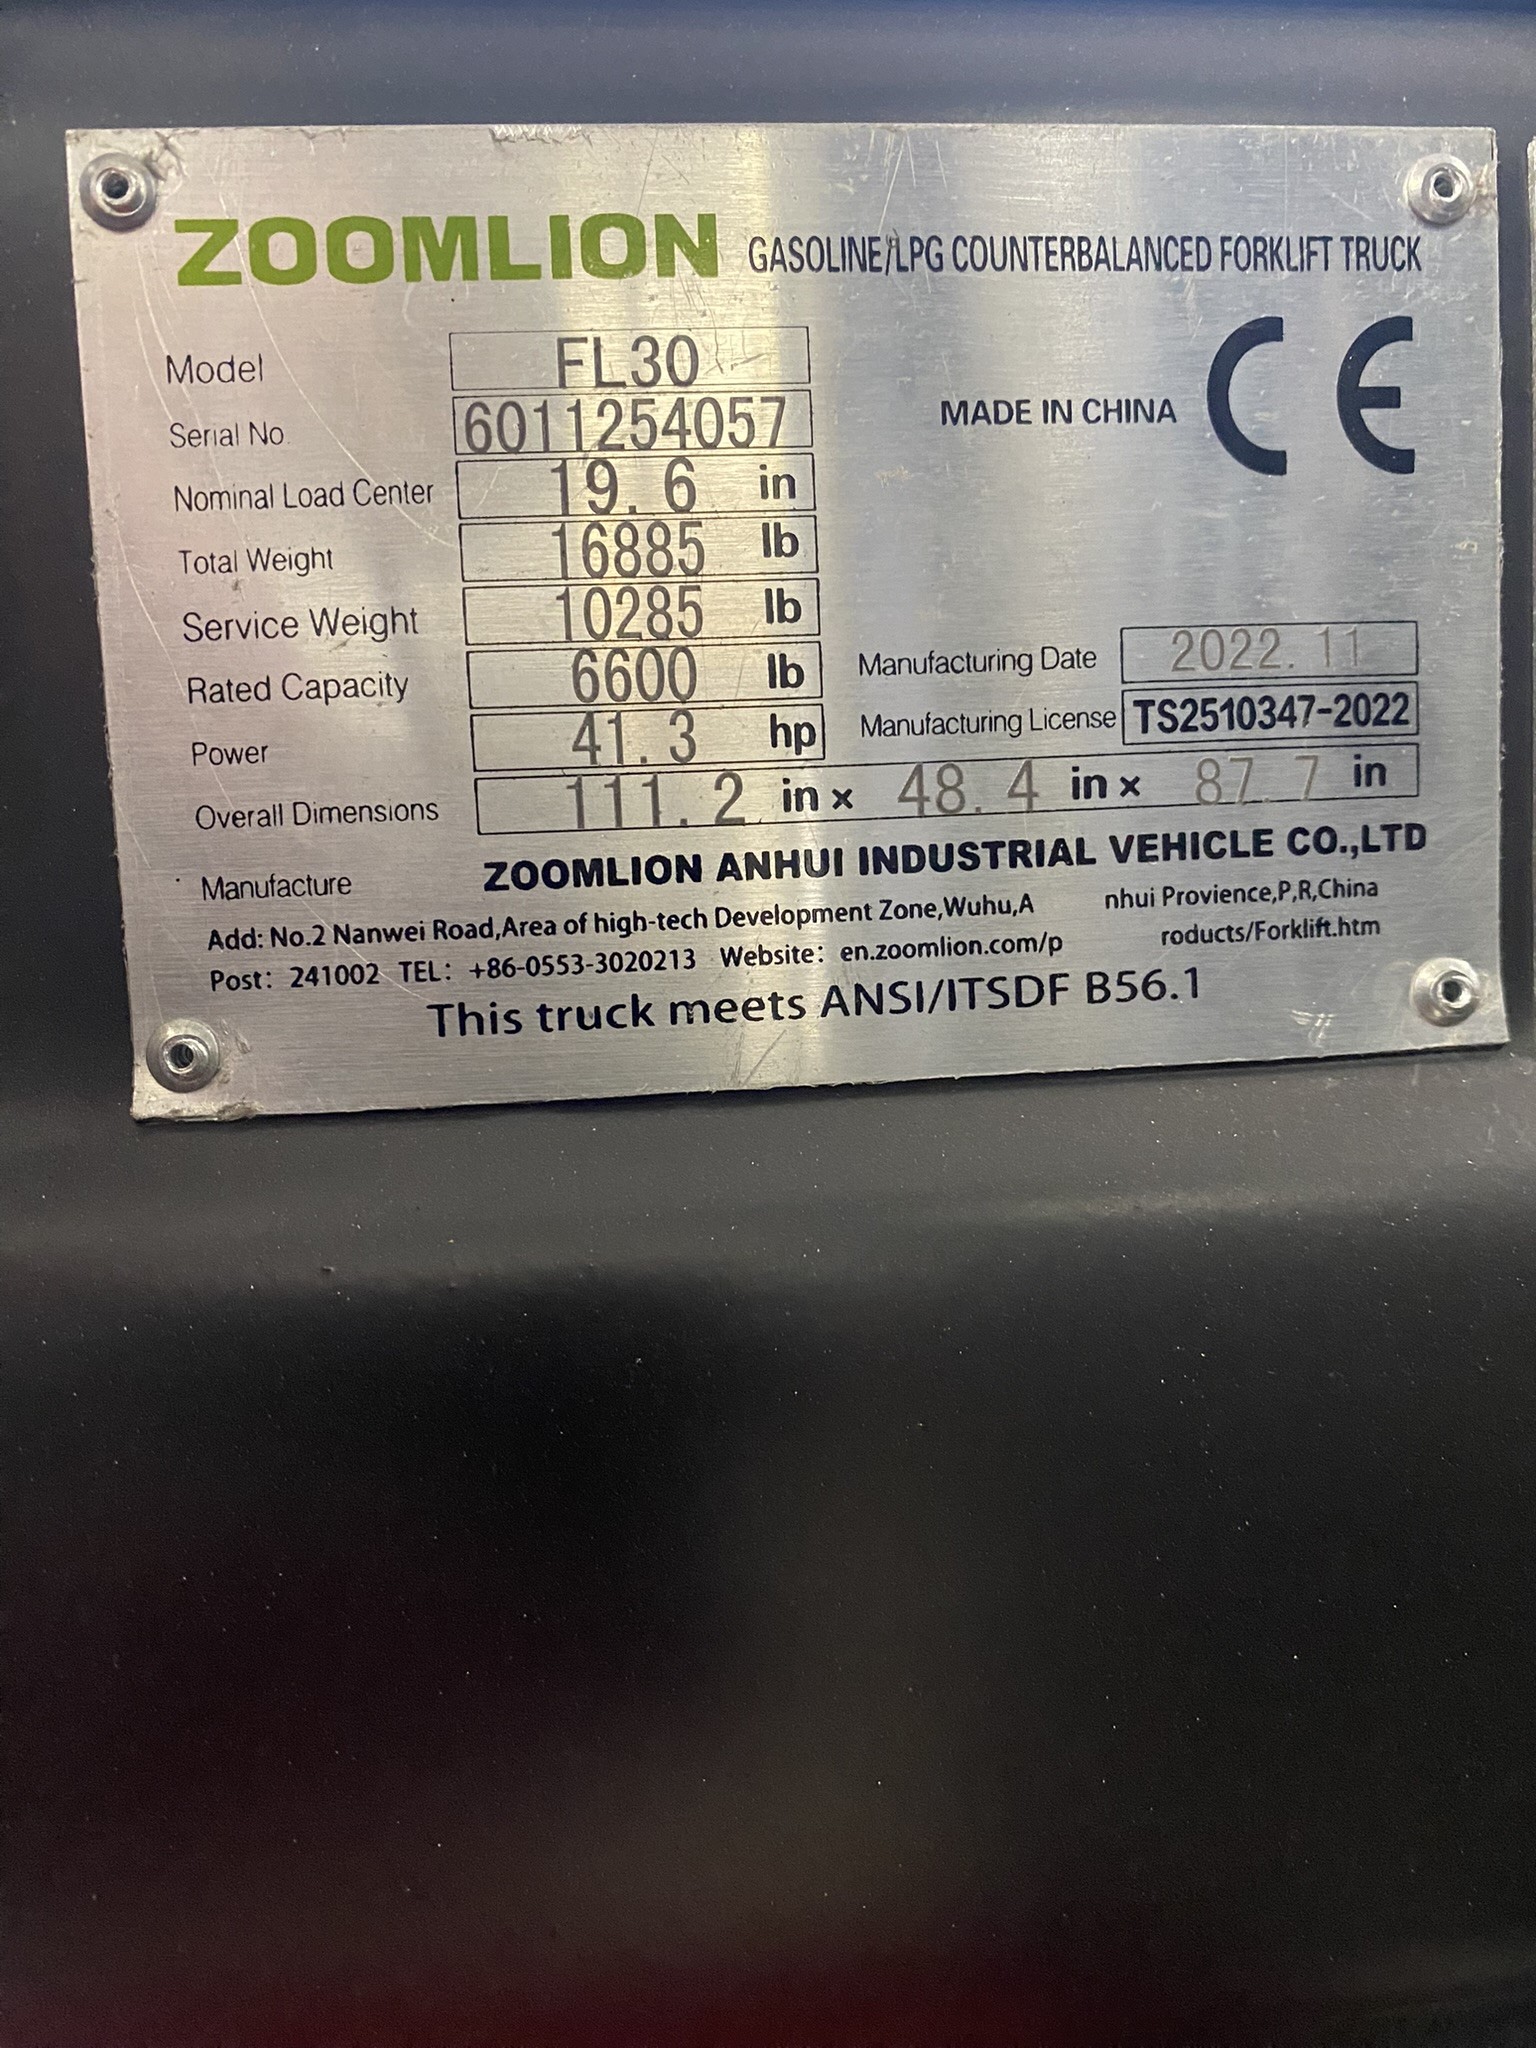 ZOOMLION GASOLINE/LPG COUNTERBALANCED FORKLIFT TRUCK
Model FL30
Serial No. 6011254057
MADE IN CHINA CE
Nominal Load Center 19.6 in
Total Weight 16885 lb
Service Weight 10285 lb
Rated Capacity 6600 lb Manufacturing Date 2022.11
Power 41.3 hp Manufacturing License TS2510347-2022
Overall Dimensions 111.2 in x 48.4 in x 87.7 in
Manufacture ZOOMLION ANHUI INDUSTRIAL VEHICLE CO.,LTD
Add: No.2 Nanwei Road,Area of high-tech Development Zone,Wuhu,A nhui Provience,P,R,China
Post: 241002 TEL: +86-0553-3020213 Website: en.zoomlion.com/p roducts/Forklift.htm
This truck meets ANSI/ITSDF B56.1